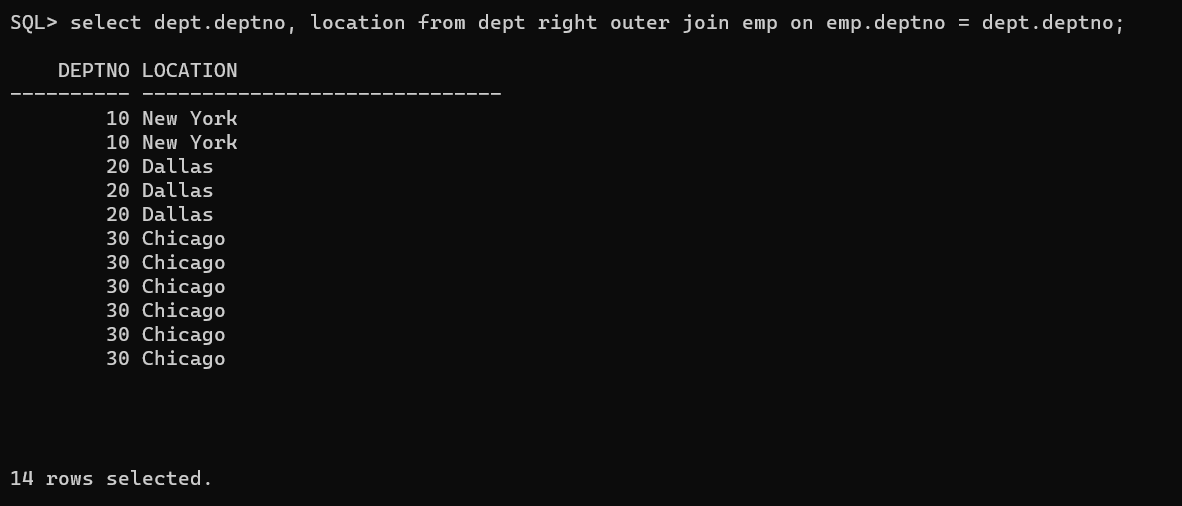 SQL> select dept.deptno, location from dept right outer join emp on emp.deptno = dept.deptno;
DEPTNO LOCATION
---------- ------------------------------
10 New York
10 New York
20 Dallas
20 Dallas
20 Dallas
30 Chicago
30 Chicago
30 Chicago
30 Chicago
30 Chicago
30 Chicago
14 rows selected.